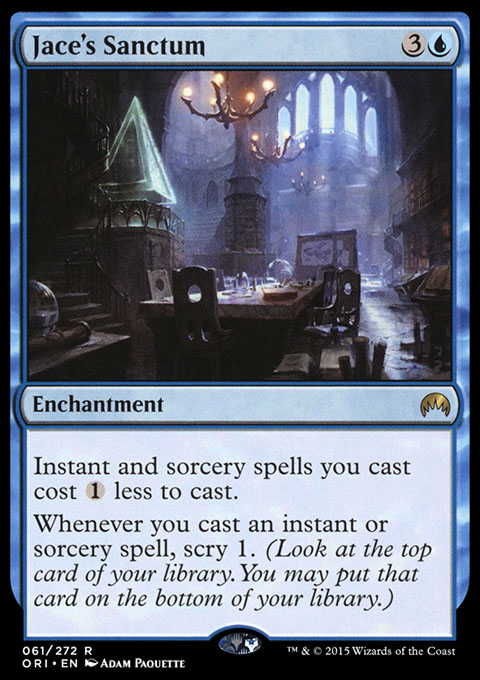 Jace's Sanctum 3
Enchantment
Instant and sorcery spells you cast
cost 1 less to cast.
Whenever you cast an instant or
sorcery spell, scry 1. (Look at the top
card of your library. You may put that
card on the bottom of your library.)
061/272 R
ORI • EN Adam Paquette
™ & © 2015 Wizards of the Coast